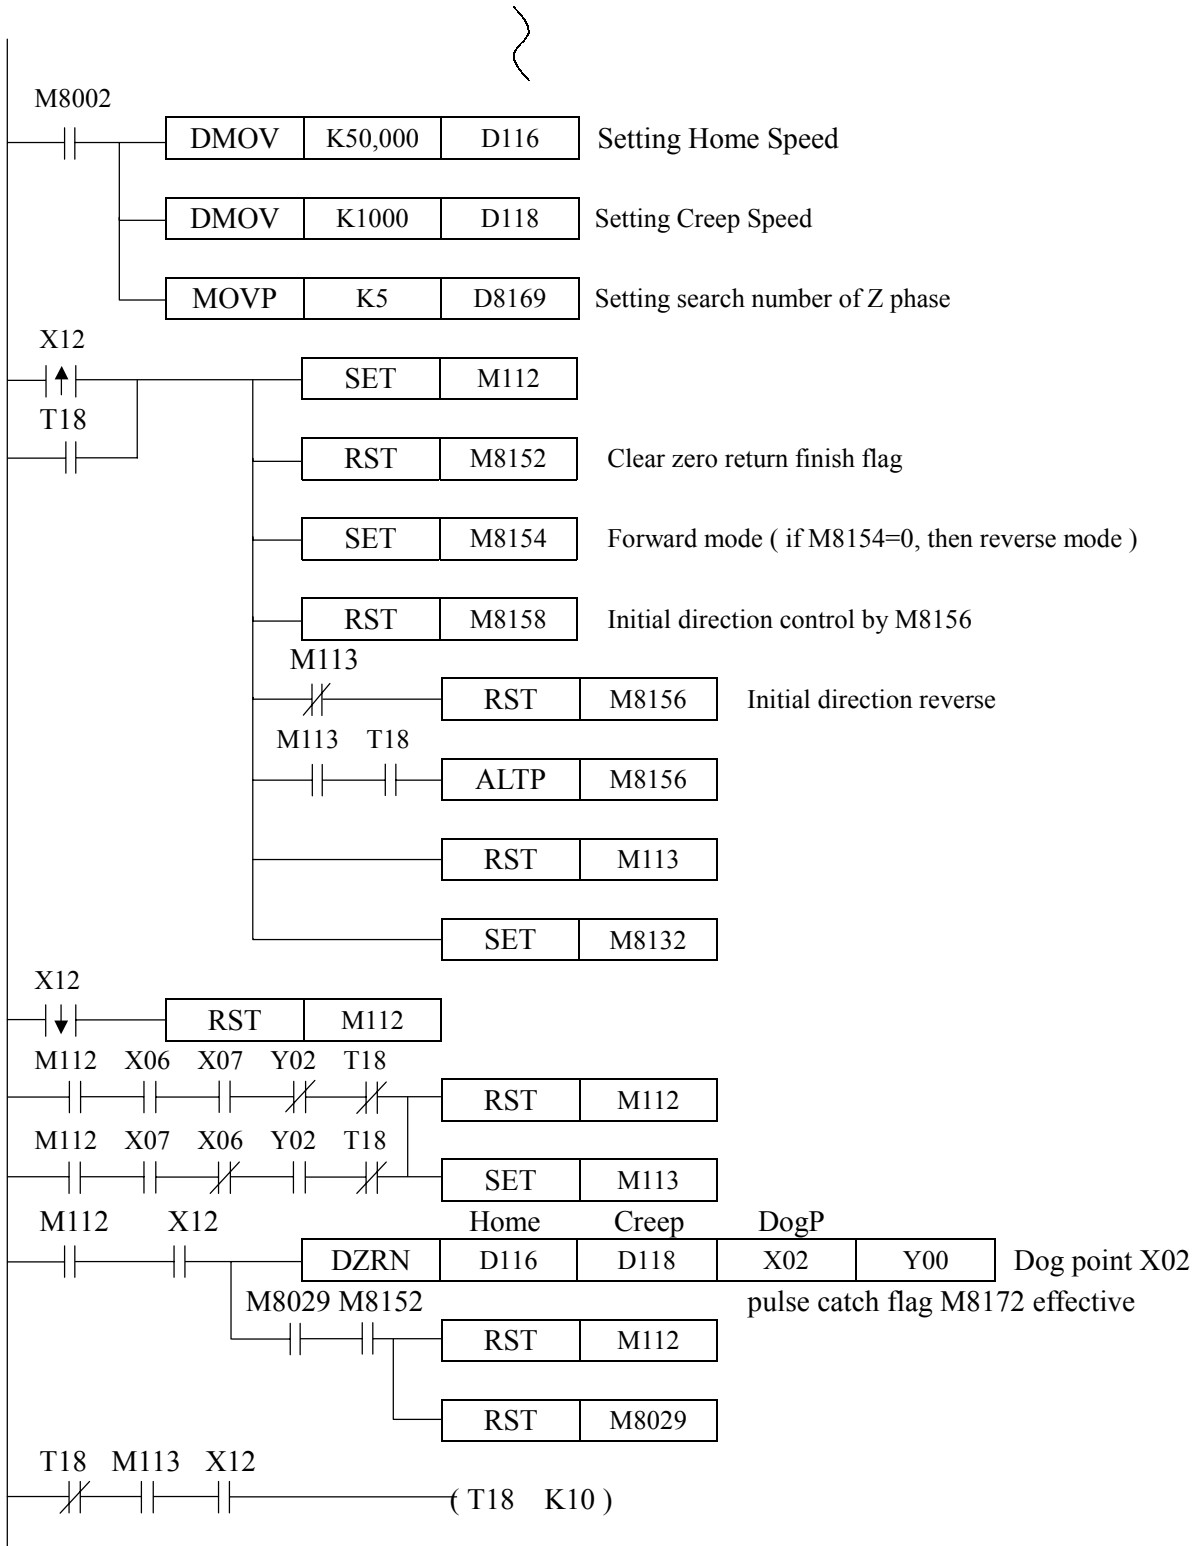 M8002
DMOV K50,000 D116 Setting Home Speed
DMOV K1000 D118 Setting Creep Speed
MOVP K5 D8169 Setting search number of Z phase
X12
SET M112
T18
RST M8152 Clear zero return finish flag
SET M8154 Forward mode ( if M8154=0, then reverse mode )
RST M8158 Initial direction control by M8156
M113
RST M8156 Initial direction reverse
M113 T18
ALTP M8156
RST M113
SET M8132
X12
RST M112
M112 X06 X07 Y02 T18
RST M112
M112 X07 X06 Y02 T18
SET M113
M112 X12 Home Creep DogP
DZRN D116 D118 X02 Y00 Dog point X02
M8029 M8152 pulse catch flag M8172 effective
RST M112
RST M8029
T18 M113 X12
( T18 K10 )